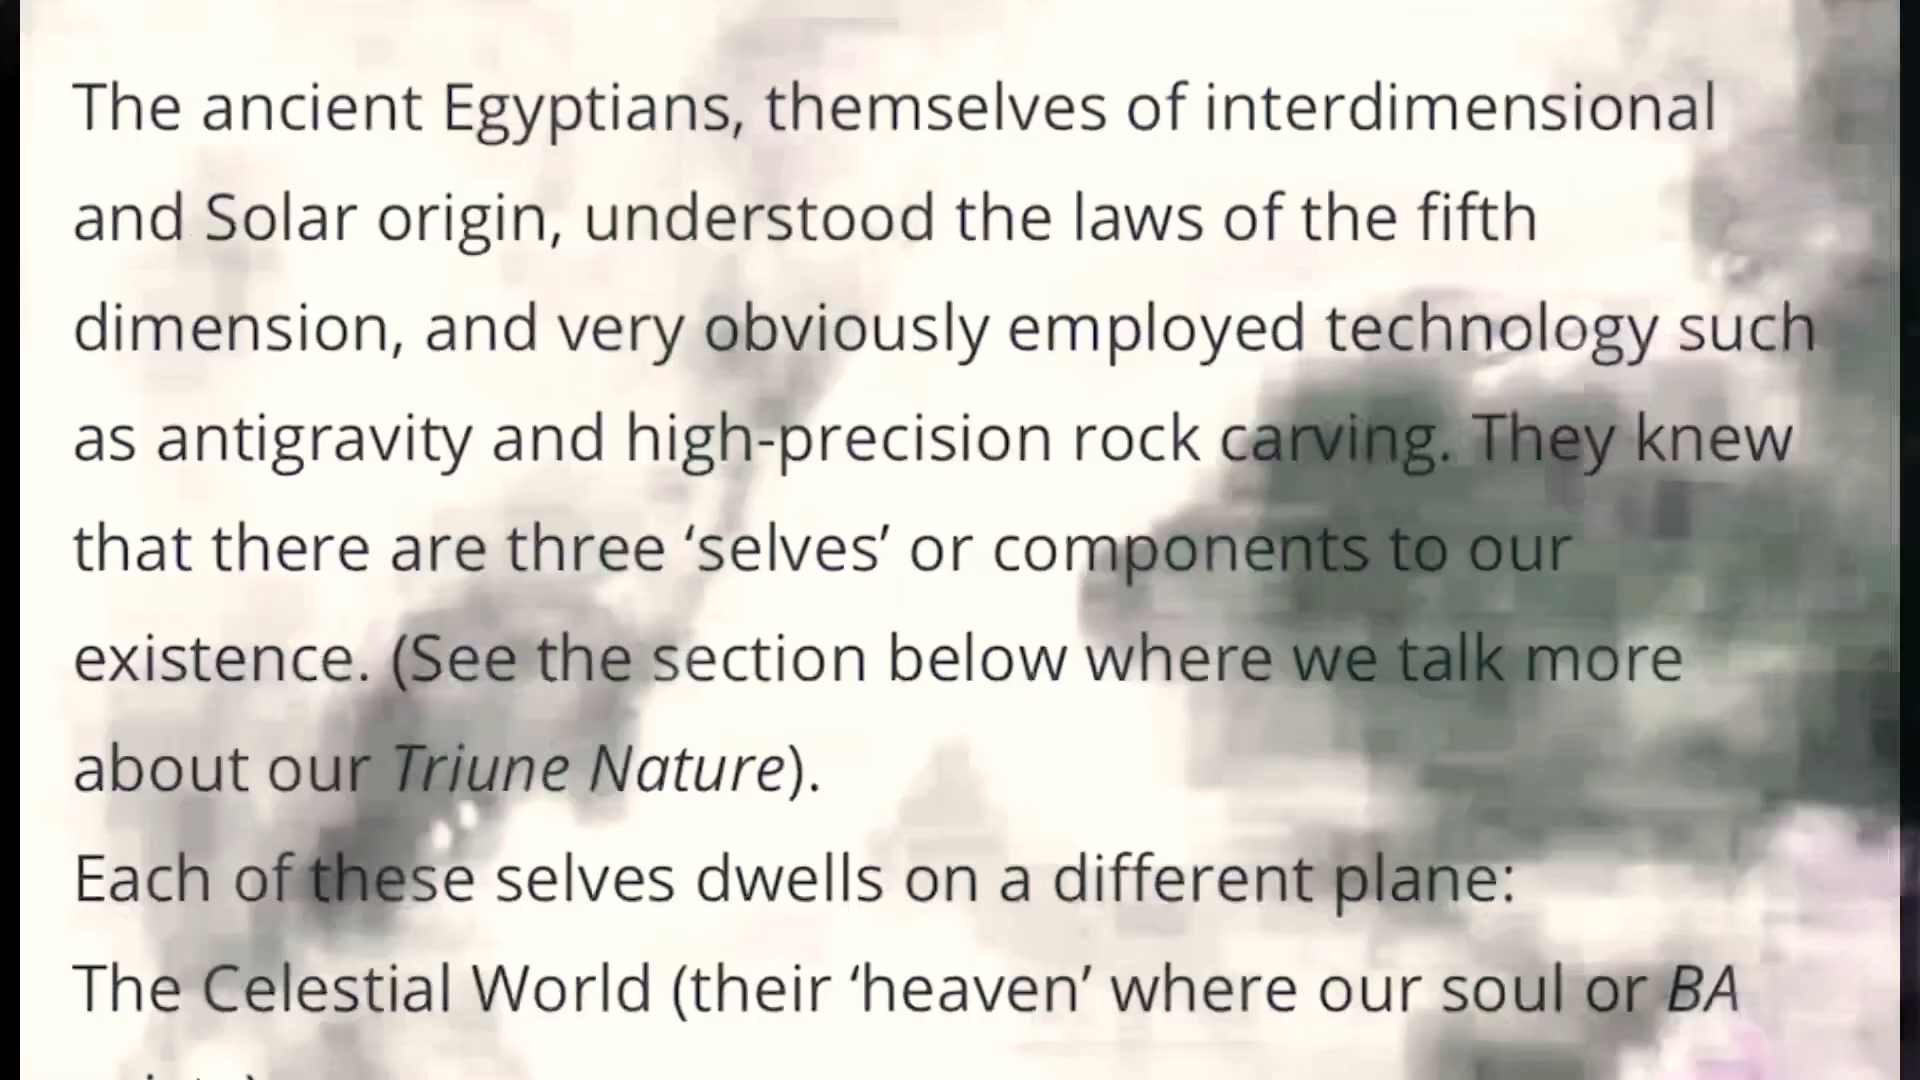 The ancient Egyptians, themselves of interdimensional
and Solar origin, understood the laws of the fifth
dimension, and very obviously employed technology such
as antigravity and high-precision rock carving. They knew
that there are three ‘selves’ or components to our
existence. (See the section below where we talk more
about our Triune Nature).
Each of these selves dwells on a different plane:
The Celestial World (their ‘heaven’ where our soul or BA